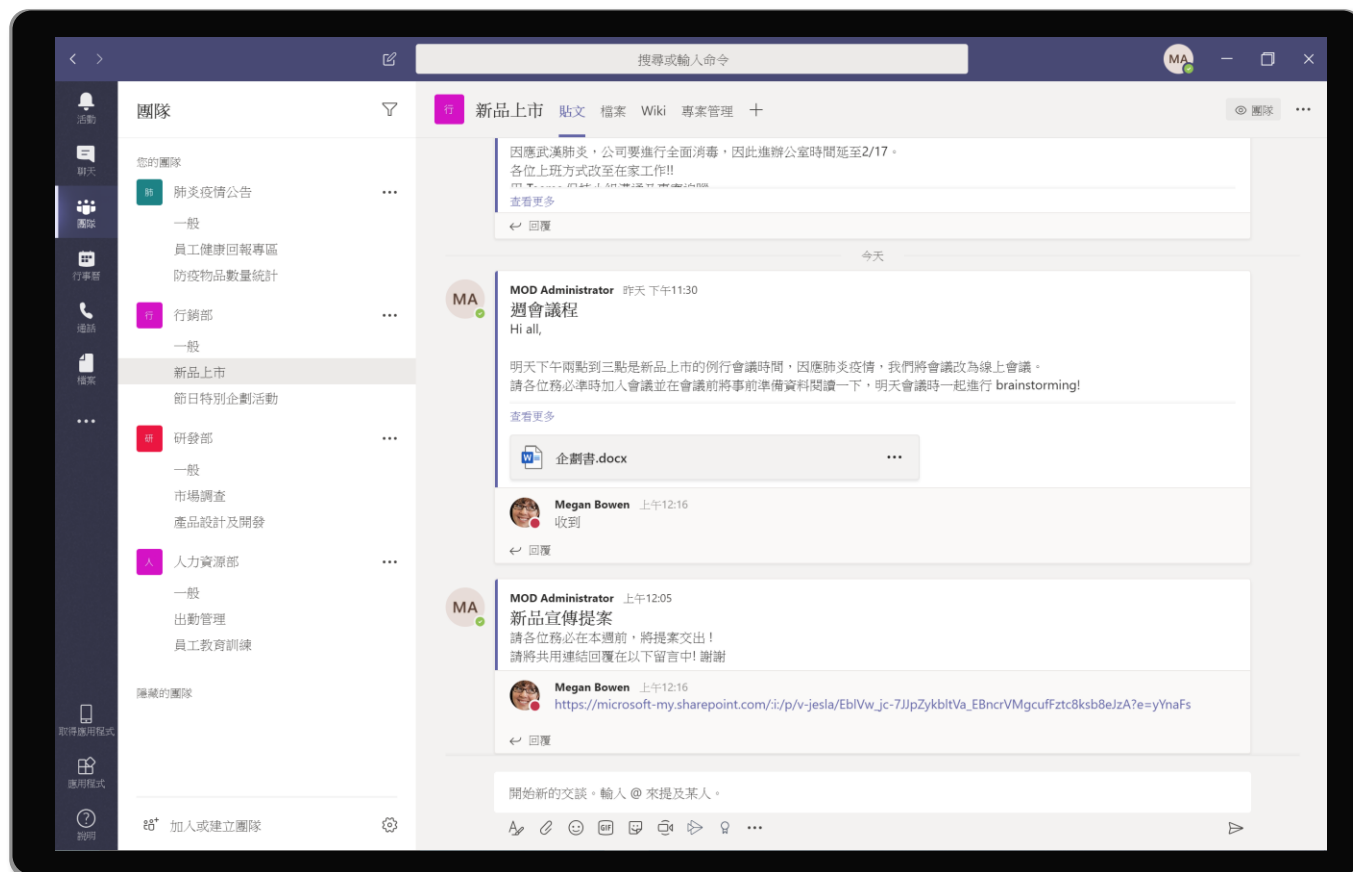 搜尋或輸入命令
MA
活動
聊天
團隊
行事曆
通話
檔案
取得應用程式
應用程式
說明
團隊
您的團隊
肺 肺炎疫情公告
一般
員工健康回報專區
防疫物品數量統計
行 行銷部
一般
新品上市
節日特別企劃活動
研 研發部
一般
市場調查
產品設計及開發
人 人力資源部
一般
出勤管理
員工教育訓練
隱藏的團隊
加入或建立團隊
行 新品上市 貼文 檔案 Wiki 專案管理
團隊
因應武漢肺炎,公司要進行全面消毒,因此進辦公室時間延至2/17。
各位上班方式改至在家工作!!
查看更多
回覆
今天
MA
MOD Administrator 昨天 下午11:30
週會議程
Hi all,
明天下午兩點到三點是新品上市的例行會議時間,因應肺炎疫情,我們將會議改為線上會議。
請各位務必準時加入會議並在會議前將事前準備資料閱讀一下,明天會議時一起進行 brainstorming!
查看更多
企劃書.docx
Megan Bowen 上午12:16
收到
回覆
MA
MOD Administrator 上午12:05
新品宣傳提案
請各位務必在本週前,將提案交出!
請將共用連結回覆在以下留言中! 謝謝
Megan Bowen 上午12:16
https://microsoft-my.sharepoint.com/:i:/p/v-jesla/EblVw_jc-7JJpZykbltVa_EBncrVMgcufFztc8ksb8eJzA?e=yYnaFs
回覆
開始新的交談。輸入 @ 來提及某人。
GIF